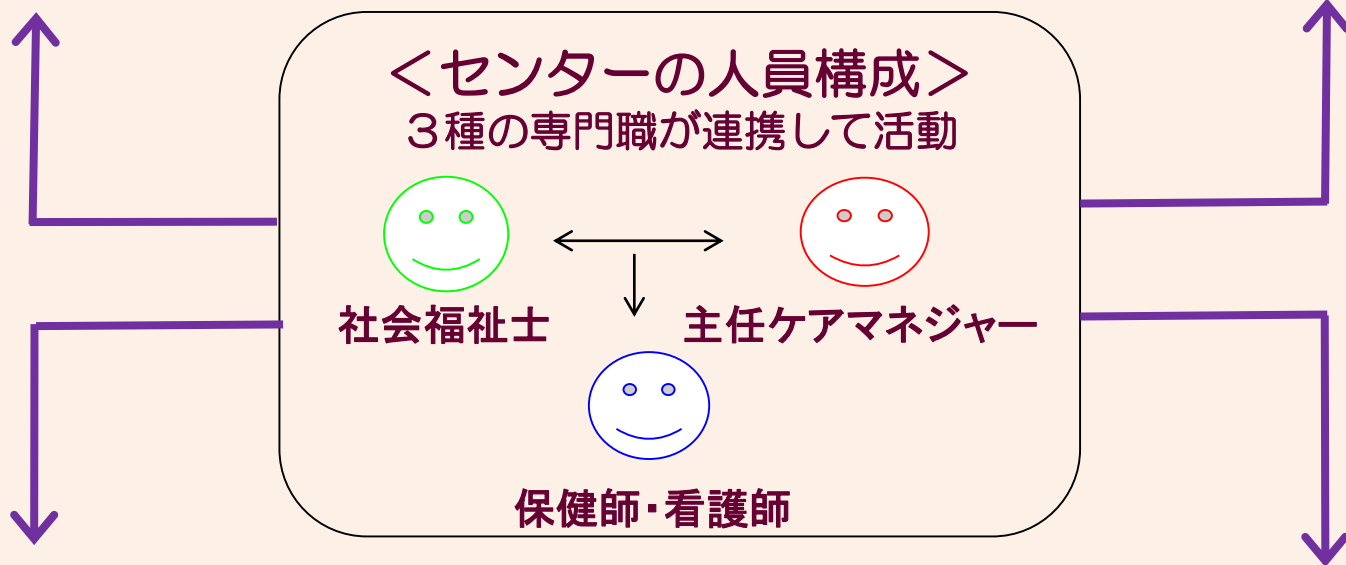 ＜センターの人員構成＞
３種の専門職が連携して活動
社会福祉士
主任ケアマネジャー
保健師・看護師